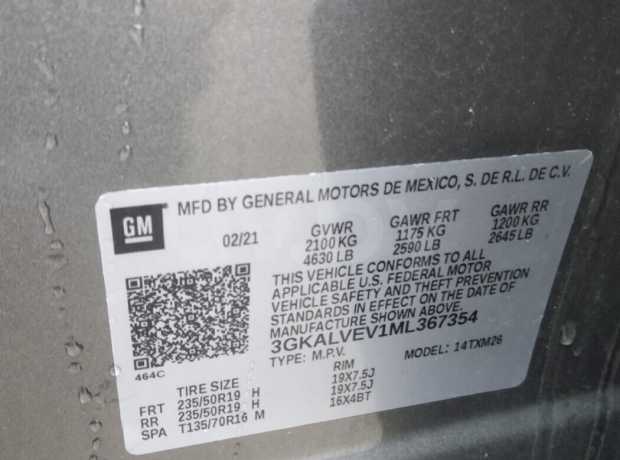 GM
MFD BY GENERAL MOTORS DE MEXICO, S. DE R.L. DE C.V.
02/21
GVWR
2100 KG
4630 LB
GAWR FRT
1175 KG
2590 LB
GAWR RR
1200 KG
2645 LB
THIS VEHICLE CONFORMS TO ALL
APPLICABLE U.S. FEDERAL MOTOR
VEHICLE SAFETY AND THEFT PREVENTION
STANDARDS IN EFFECT ON THE DATE OF
MANUFACTURE SHOWN ABOVE.
3GKALVEV1ML367354
TYPE: M.P.V.
MODEL: 14TXM26
464C
TIRE SIZE
RIM
FRT 235/50R19 H 19X7.5J
RR 235/50R19 H 19X7.5J
SPA T135/70R16 M 16X4BT